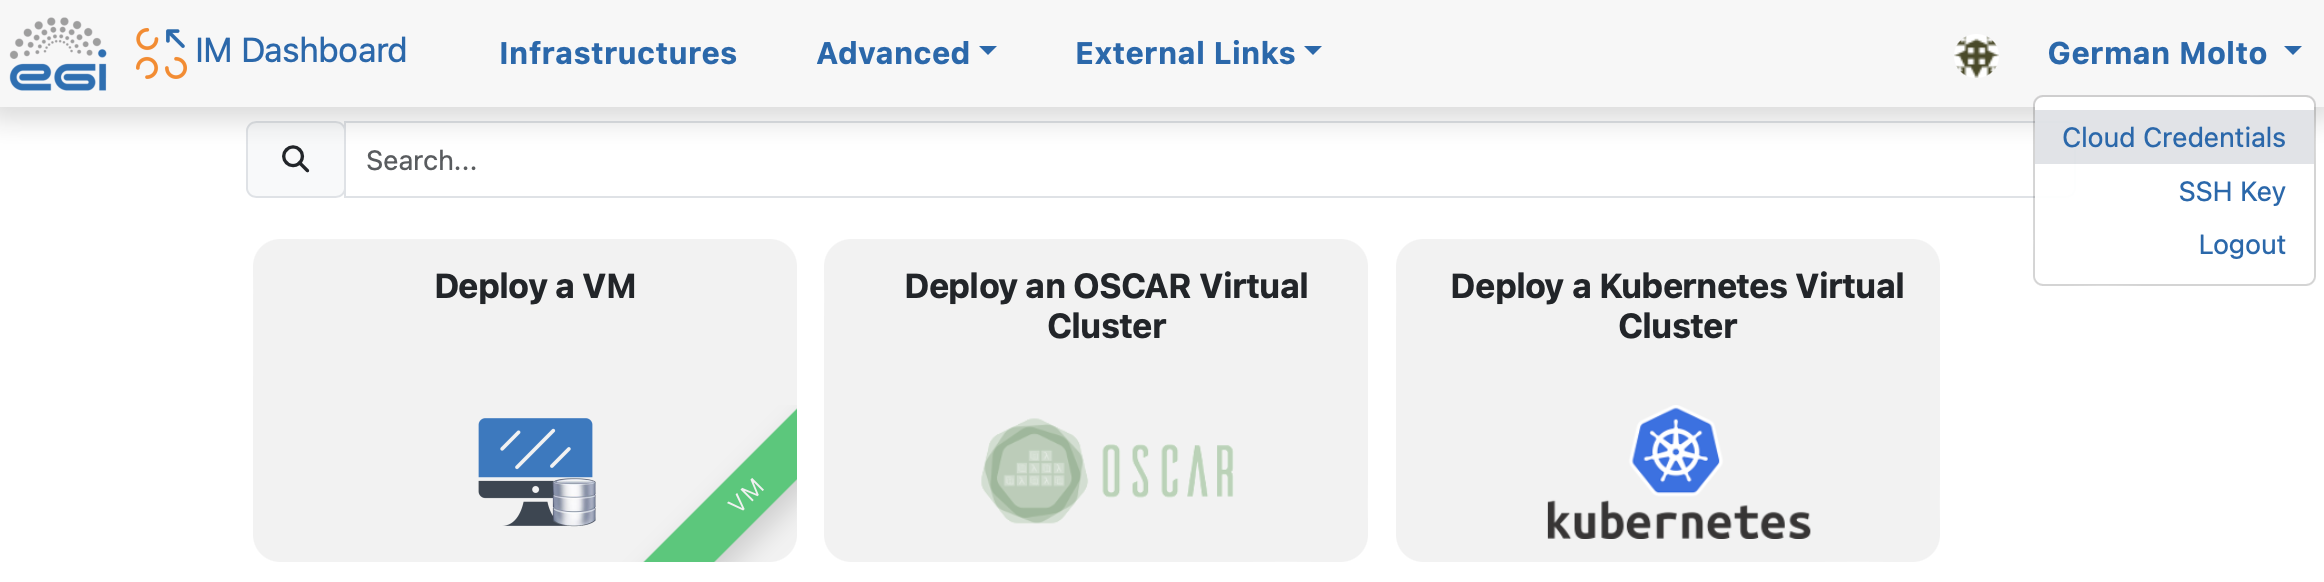 egi
IM Dashboard
Infrastructures
Advanced
External Links
German Molto
Cloud Credentials
SSH Key
Logout
Search...
Deploy a VM
VM
Deploy an OSCAR Virtual
Cluster
OSCAR
Deploy a Kubernetes Virtual
Cluster
kubernetes